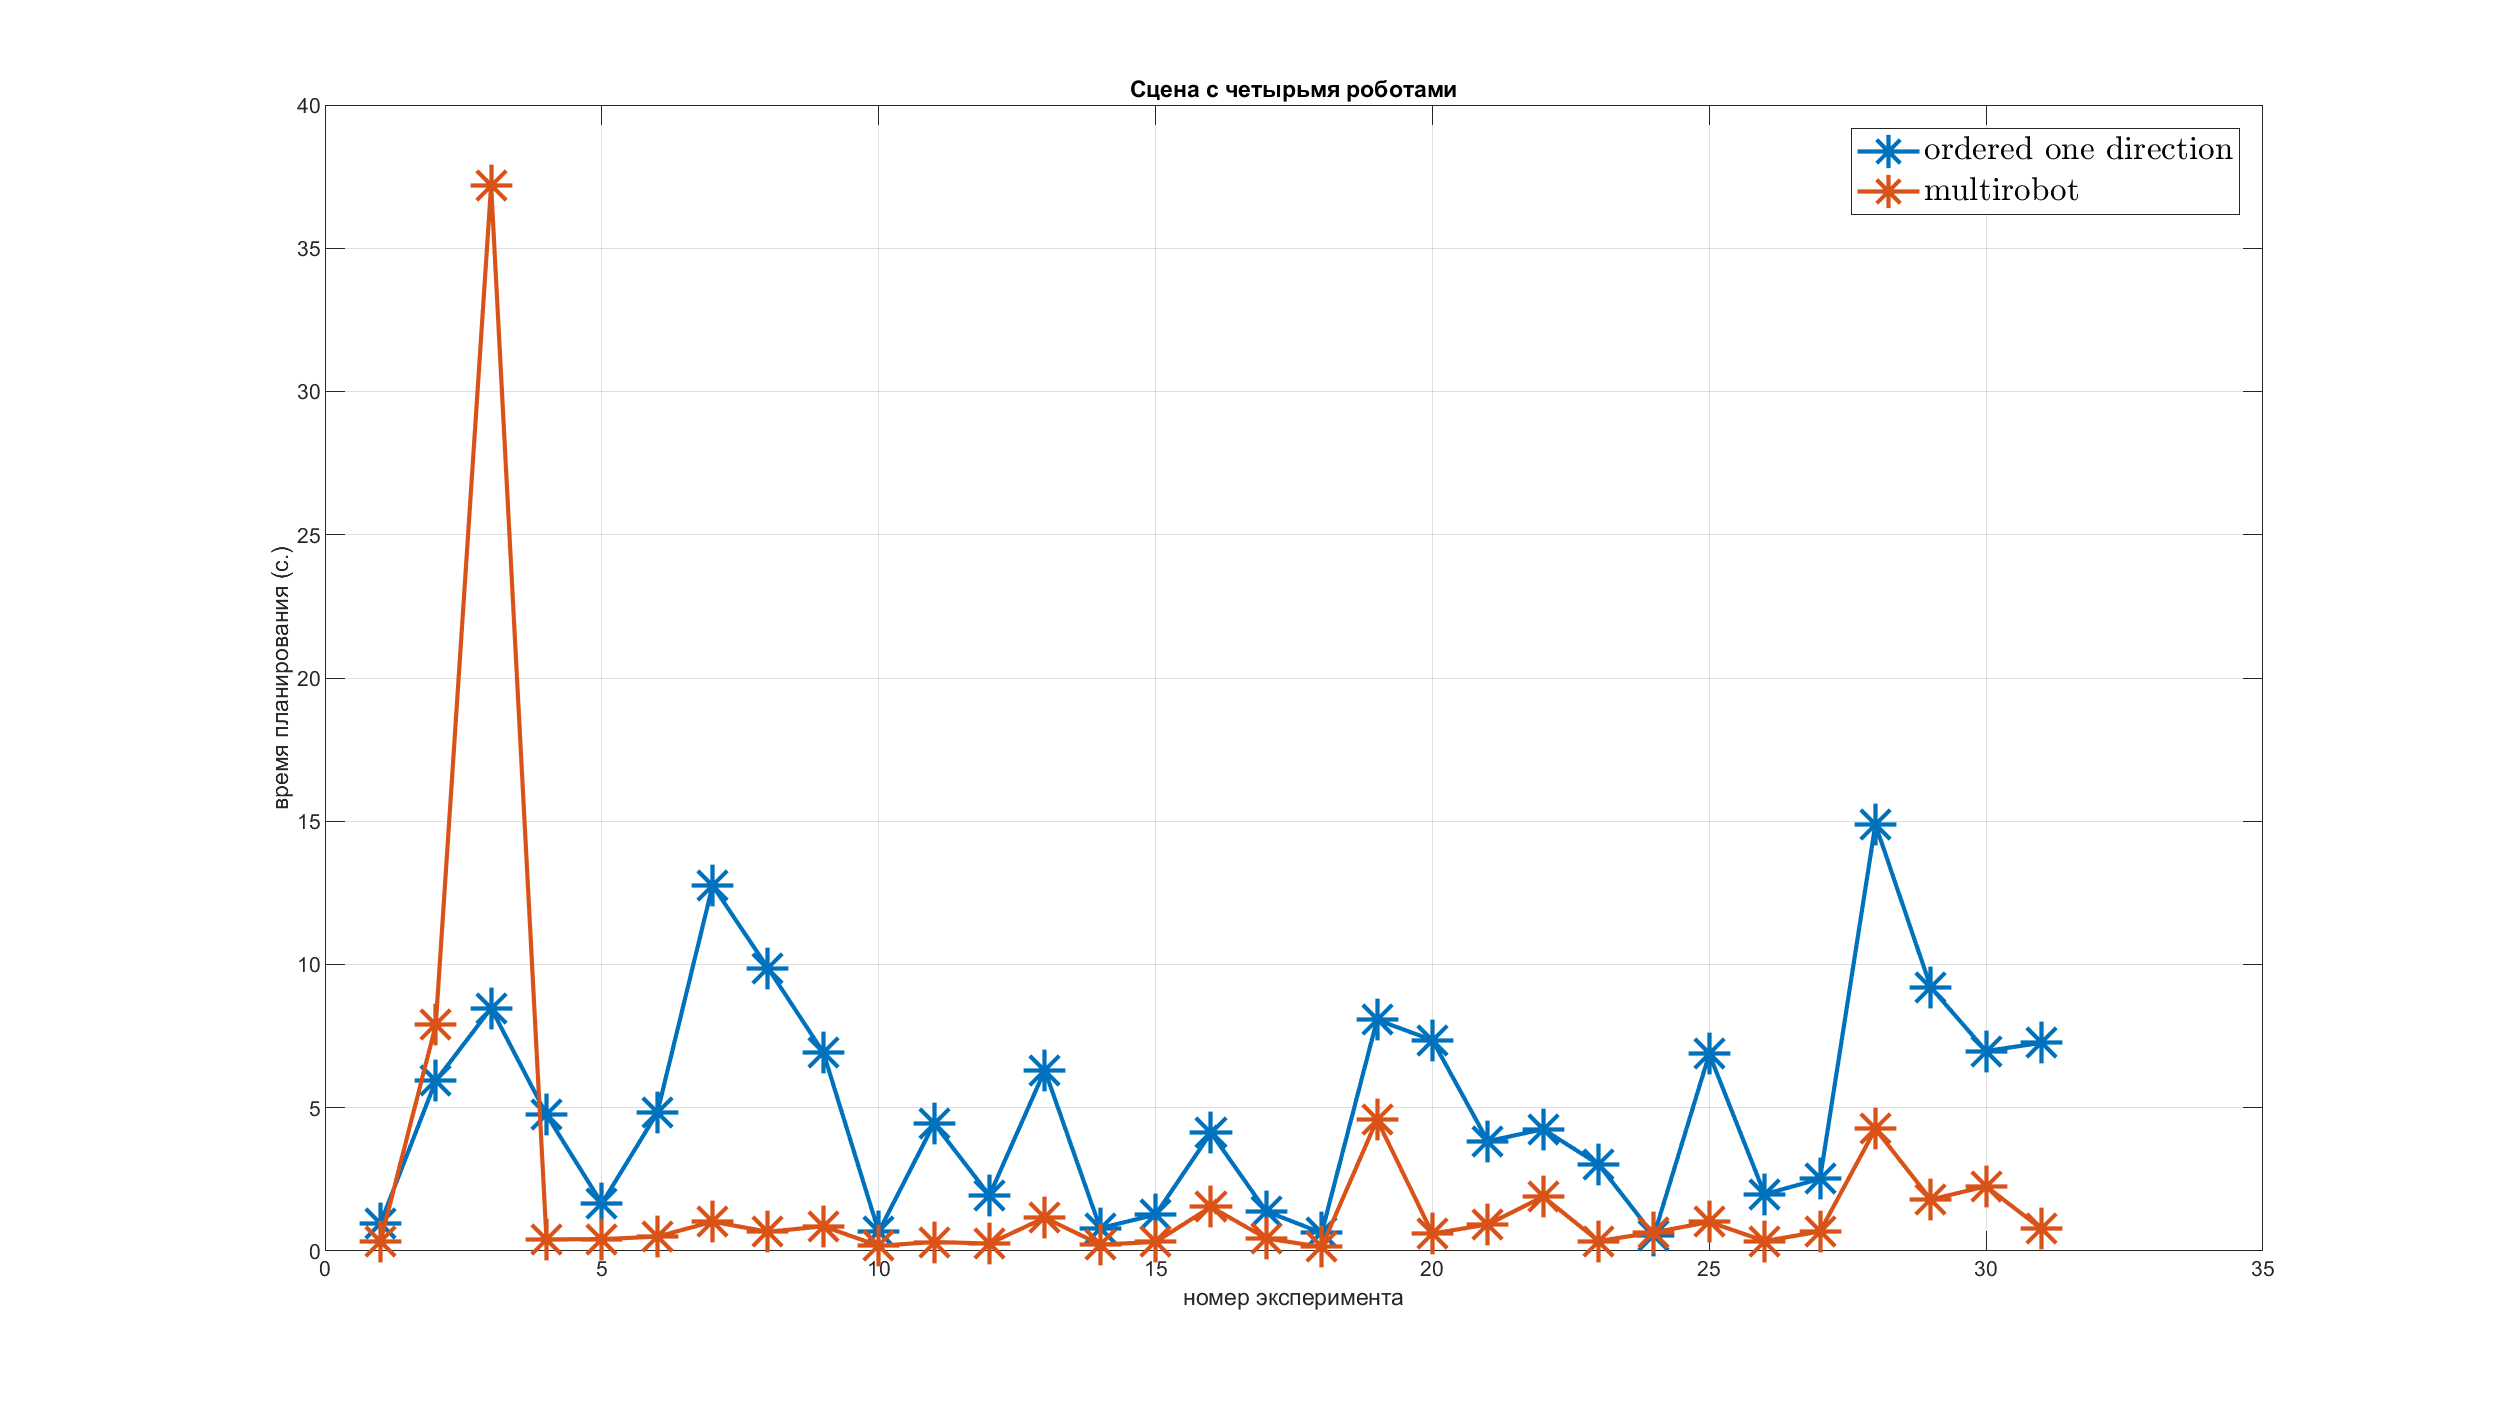 Сцена с четырьмя роботами
ordered one direction
multirobot
40
35
30
25
20
15
10
5
0
время планирования (с.)
0 5 10 15 20 25 30 35
номер эксперимента